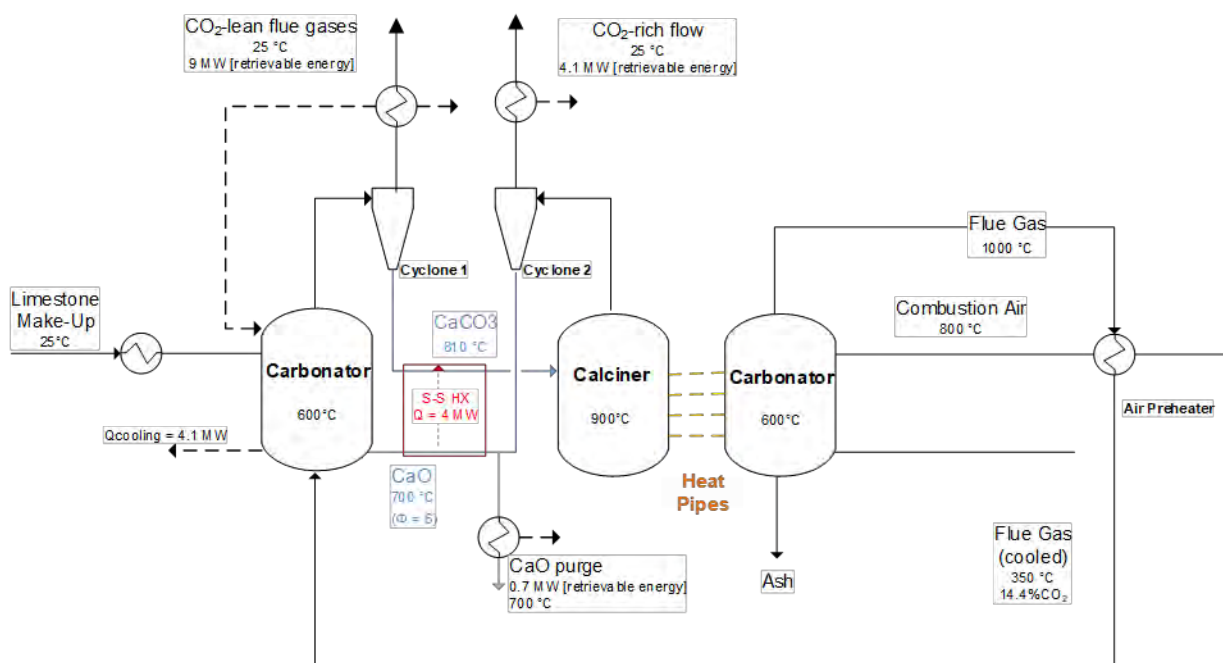 CO₂-lean flue gases
25 °C
9 MW [retrievable energy]
CO₂-rich flow
25 °C
4.1 MW [retrievable energy]
Flue Gas
1000 °C
Cyclone 1
Cyclone 2
Limestone
Make-Up
25°C
CaCO3
810 °C
Combustion Air
800 °C
Carbonator
600°C
S-S HX
Q = 4 MW
Calciner
900°C
Carbonator
600°C
Air Preheater
Qcooling = 4.1 MW
CaO
700 °C
(Φ = Б)
Heat
Pipes
CaO purge
0.7 MW [retrievable energy]
700 °C
Ash
Flue Gas
(cooled)
350 °C
14.4%CO₂